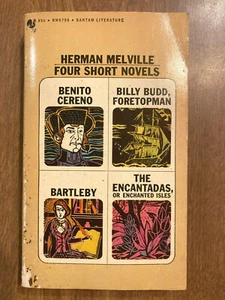 BANTAM LITERATURE
HERMAN MELVILLE
FOUR SHORT NOVELS
BENITO
CERENO
BILLY BUDD,
FORETOPMAN
BARTLEBY
THE
ENCANTADAS,
OR ENCHANTED ISLES